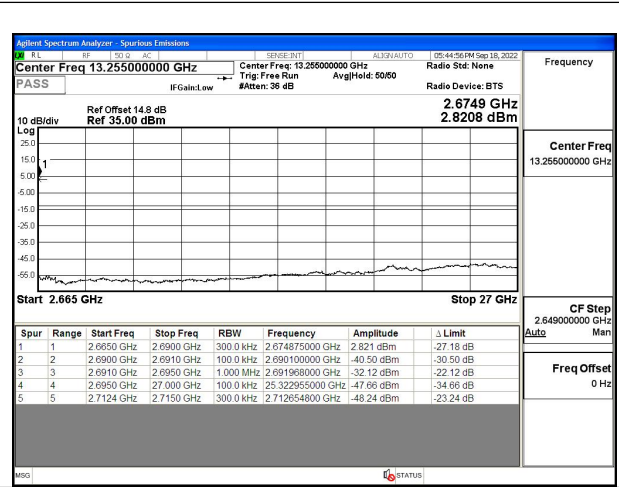 Agilent Spectrum Analyzer - Spurious Emissions
RL RF 50 Ω AC SENSE:INT ALIGN AUTO 05:44:56 PM Sep 18, 2022
Center Freq 13.255000000 GHz Center Freq: 13.255000000 GHz Radio Std: None Frequency
Trig: Free Run Avg|Hold: 50/50
PASS IFGain:Low #Atten: 36 dB Radio Device: BTS
Ref Offset 14.8 dB 2.6749 GHz
10 dB/div Ref 35.00 dBm 2.8208 dBm
Log
25.0
Center Freq
15.0
13.255000000 GHz
1
5.00
-5.00
-15.0
-25.0
-35.0
-45.0
-55.0
Start 2.665 GHz Stop 27 GHz
CF Step
2.649000000 GHz
Auto Man
Spur Range Start Freq Stop Freq RBW Frequency Amplitude Δ Limit
1 1 2.6650 GHz 2.6900 GHz 300.0 kHz 2.674875000 GHz 2.821 dBm -27.18 dB
2 2 2.6900 GHz 2.6910 GHz 100.0 kHz 2.690100000 GHz -40.50 dBm -30.50 dB
3 3 2.6910 GHz 2.6950 GHz 1.000 MHz 2.691968000 GHz -32.12 dBm -22.12 dB
4 4 2.6950 GHz 27.000 GHz 100.0 kHz 25.322955000 GHz -47.66 dBm -34.66 dB
5 5 2.7124 GHz 2.7150 GHz 300.0 kHz 2.712654800 GHz -48.24 dBm -23.24 dB
Freq Offset
0 Hz
MSG STATUS